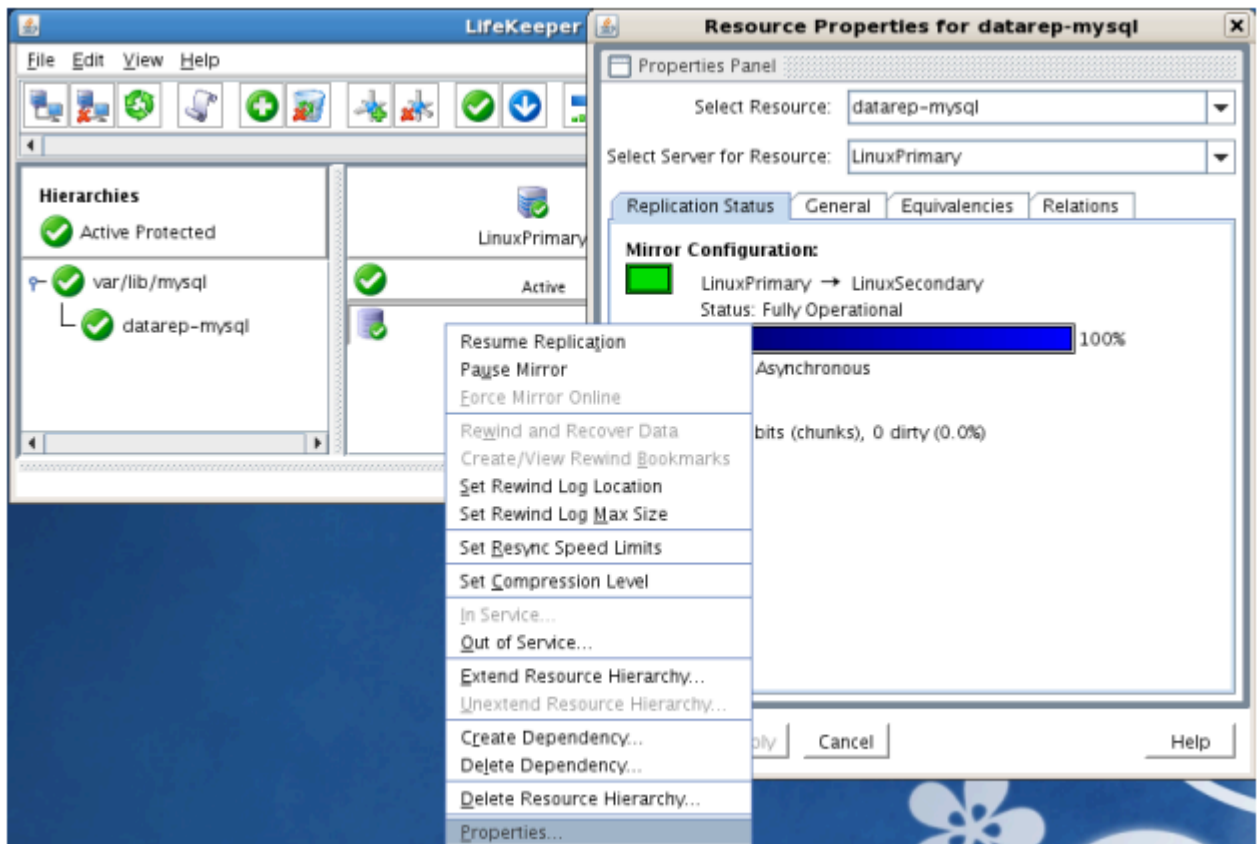 LifeKeeper
File Edit View Help
Hierarchies
Active Protected
var/lib/mysql
datarep-mysql
LinuxPrimary
Active
Resource Properties for datarep-mysql
Properties Panel
Select Resource: datarep-mysql
Select Server for Resource: LinuxPrimary
Replication Status General Equivalencies Relations
Mirror Configuration:
LinuxPrimary → LinuxSecondary
Status: Fully Operational
100%
Asynchronous
bits (chunks), 0 dirty (0.0%)
Cancel Help
Resume Replication
Pause Mirror
Force Mirror Online
Rewind and Recover Data
Create/View Rewind Bookmarks
Set Rewind Log Location
Set Rewind Log Max Size
Set Resync Speed Limits
Set Compression Level
In Service...
Out of Service...
Extend Resource Hierarchy...
Unextend Resource Hierarchy...
Create Dependency...
Delete Dependency...
Delete Resource Hierarchy...
Properties...